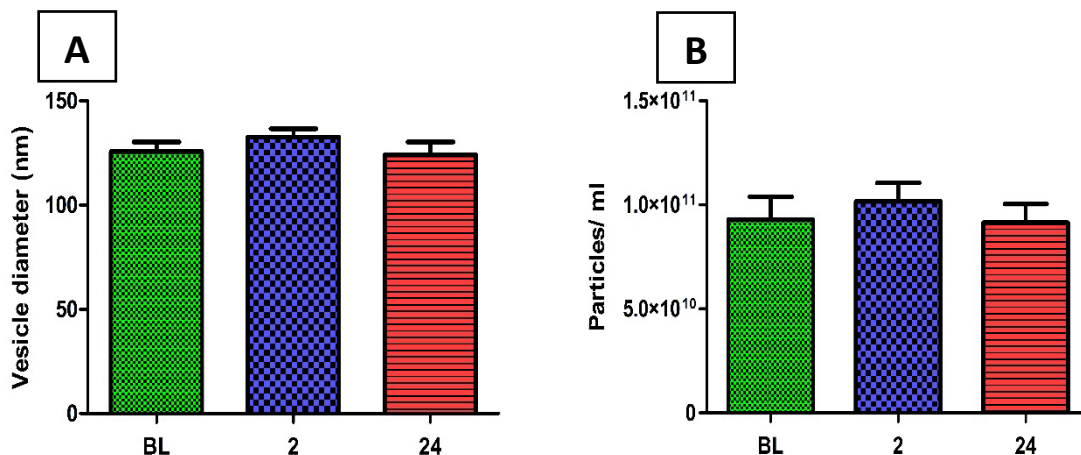 A
Vesicle diameter (nm)
150
100
50
0
BL 2 24
B
Particles/ ml
1.5×10¹¹
1.0×10¹¹
5.0×10¹⁰
0
BL 2 24